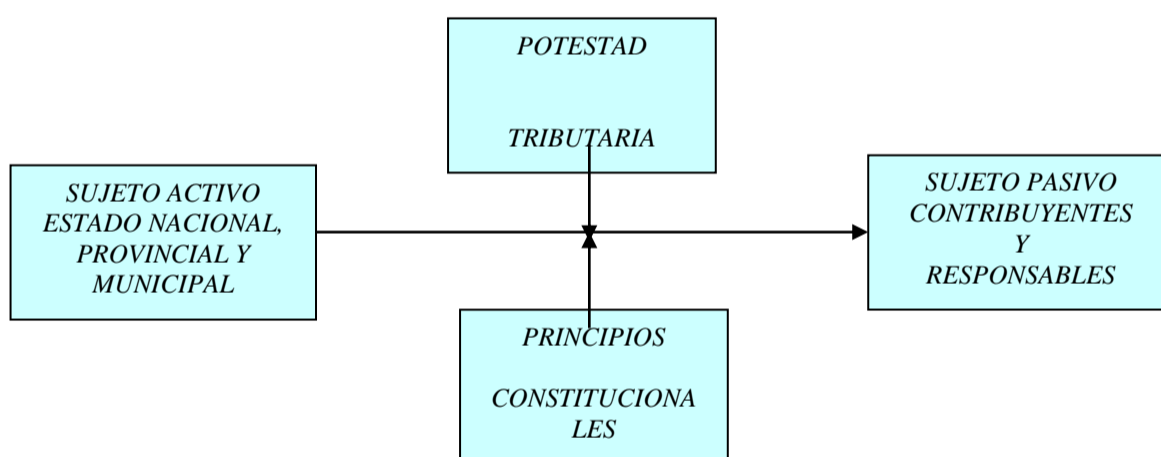 POTESTAD
TRIBUTARIA
SUJETO ACTIVO
ESTADO NACIONAL,
PROVINCIAL Y
MUNICIPAL
SUJETO PASIVO
CONTRIBUYENTES
Y
RESPONSABLES
PRINCIPIOS
CONSTITUCIONA
LES